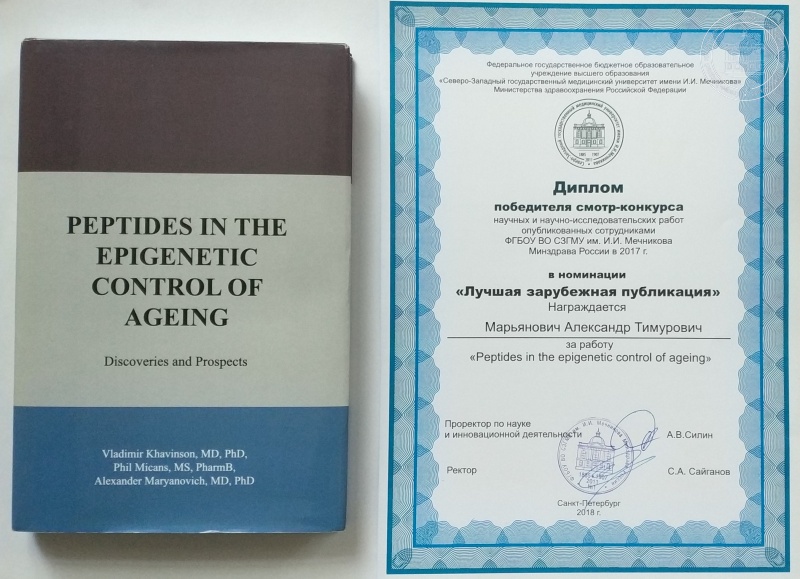 PEPTIDES IN THE
EPIGENETIC
CONTROL OF
AGEING
Discoveries and Prospects
Vladimir Khavinson, MD, PhD,
Phil Micans, MS, PharmB,
Alexander Maryanovich, MD, PhD
Федеральное государственное бюджетное образовательное
учреждение высшего образования
«Северо-Западный государственный медицинский университет имени И.И. Мечникова»
Министерства здравоохранения Российской Федерации
Диплом
победителя смотр-конкурса
научных и научно-исследовательских работ
опубликованных сотрудниками
ФГБОУ ВО СЗГМУ им. И.И. Мечникова
Минздрава России в 2017 г.
в номинации
«Лучшая зарубежная публикация»
Награждается
Марьянович Александр Тимурович
за работу
«Peptides in the epigenetic control of ageing»
Проректор по науке
и инновационной деятельности
А.В.Силин
Ректор
С.А. Сайганов
Санкт-Петербург
2018 г.